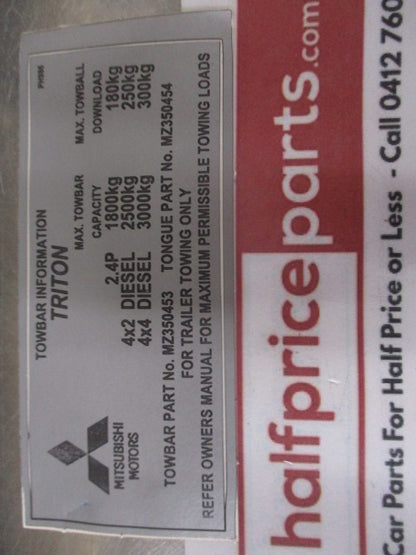 PH986
TOWBAR INFORMATION
TRITON
MITSUBISHI
MOTORS
MAX. TOWBAR CAPACITY MAX. TOWBALL DOWNLOAD
2.4P 1800kg 180kg
4x2 DIESEL 2500kg 250kg
4x4 DIESEL 3000kg 300kg
TOWBAR PART No. MZ350453 TONGUE PART No. MZ350454
FOR TRAILER TOWING ONLY
REFER OWNERS MANUAL FOR MAXIMUM PERMISSIBLE TOWING LOADS
halfpriceparts.com
Car Parts For Half Price or Less - Call 0412 760